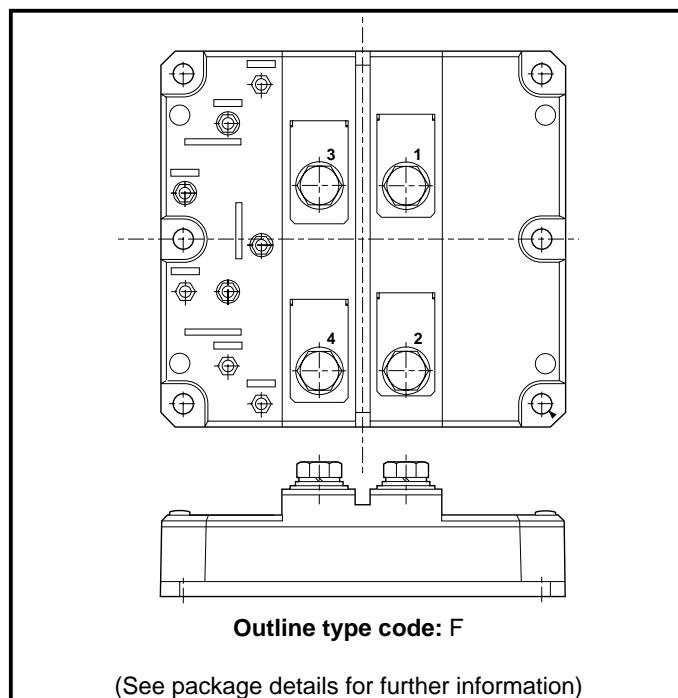 3
1
4
2
Outline type code: F
(See package details for further information)